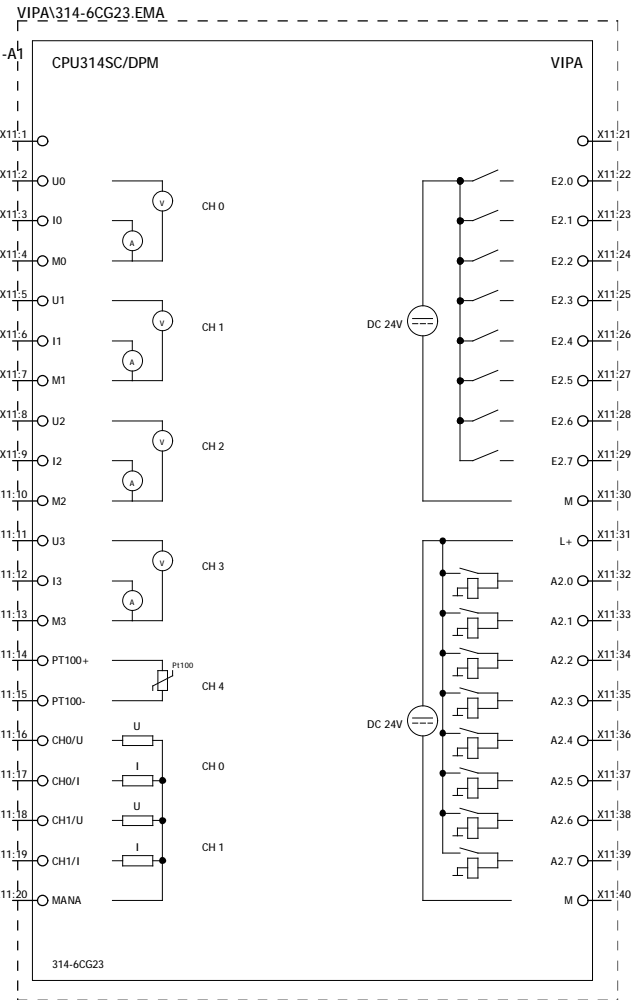 VIPA\314-6CG23.EMA
-A1
CPU314SC/DPM VIPA
X11:1 X11:21
X11:2 U0 E2.0 X11:22
CH 0
X11:3 I0 E2.1 X11:23
X11:4 M0 E2.2 X11:24
X11:5 U1 E2.3 X11:25
CH 1 DC 24V
X11:6 I1 E2.4 X11:26
X11:7 M1 E2.5 X11:27
X11:8 U2 E2.6 X11:28
CH 2
X11:9 I2 E2.7 X11:29
11:10 M2 M X11:30
11:11 U3 L+ X11:31
CH 3
11:12 I3 A2.0 X11:32
11:13 M3 A2.1 X11:33
11:14 PT100+ Pt100 A2.2 X11:34
CH 4
11:15 PT100- A2.3 X11:35
DC 24V
11:16 CH0/U U A2.4 X11:36
CH 0
11:17 CH0/I I A2.5 X11:37
11:18 CH1/U U A2.6 X11:38
CH 1
11:19 CH1/I I A2.7 X11:39
11:20 MANA M X11:40
V
A
V
A
V
A
V
A
314-6CG23